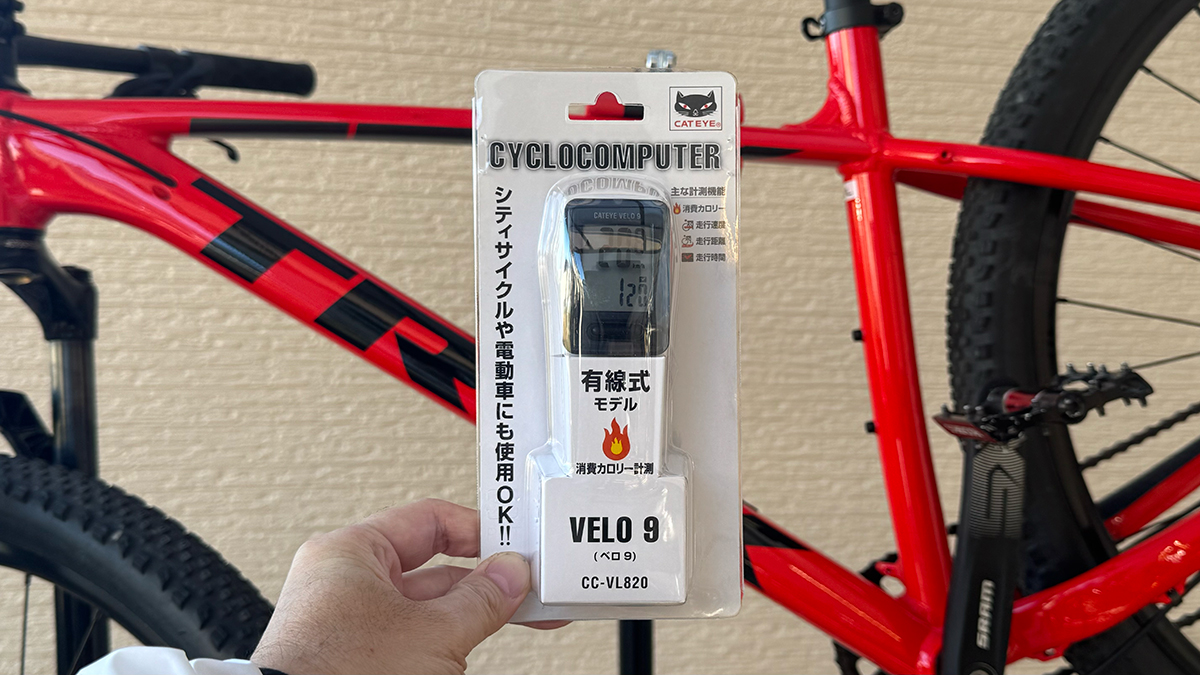 CATEYE®
CYCLOCOMPUTER
シティサイクルや電動車にも使用OK!!
主な計測機能
消費カロリー
走行速度
走行距離
走行時間
CATEYE VELO 9
有線式
モデル
消費カロリー計測
VELO 9
(ベロ 9)
CC-VL820
SRAM